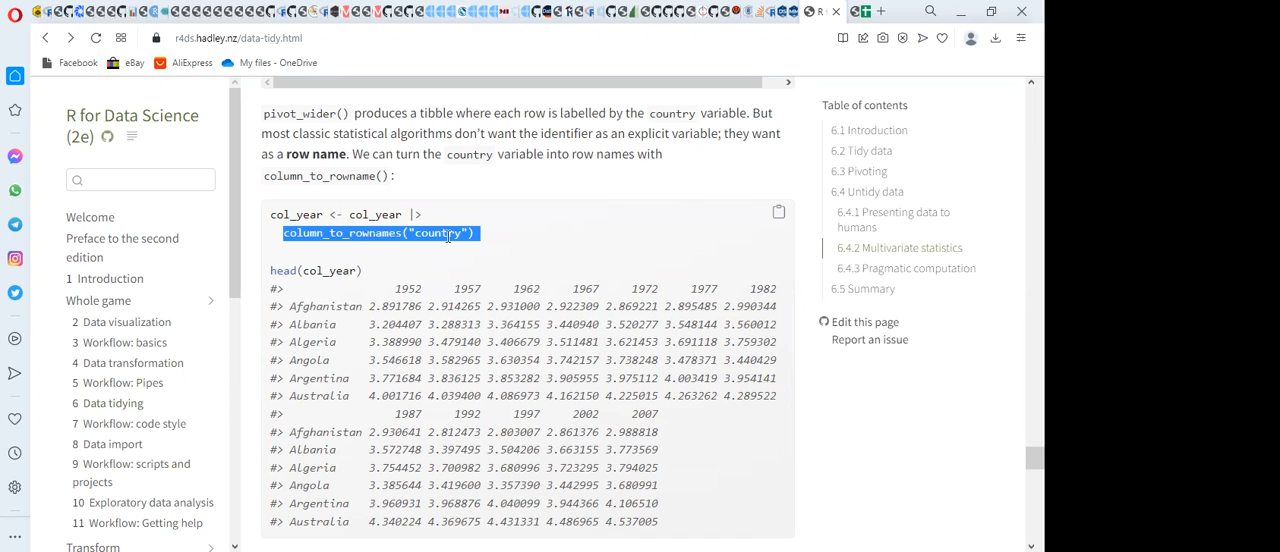 R
r4ds.hadley.nz/data-tidy.html
Facebook
eBay
AliExpress
My files - OneDrive
R for Data Science
(2e)
Welcome
Preface to the second
edition
1 Introduction
Whole game
2 Data visualization
3 Workflow: basics
4 Data transformation
5 Workflow: Pipes
6 Data tidying
7 Workflow: code style
8 Data import
9 Workflow: scripts and
projects
10 Exploratory data analysis
11 Workflow: Getting help
Transform
pivot_wider() produces a tibble where each row is labelled by the country variable. But
most classic statistical algorithms don't want the identifier as an explicit variable; they want
as a row name. We can turn the country variable into row names with
column_to_rowname():
col_year <- col_year |>
column_to_rownames("country")
head(col_year)
#> 1952 1957 1962 1967 1972 1977 1982
#> Afghanistan 2.891786 2.914265 2.931000 2.922309 2.869221 2.895485 2.990344
#> Albania 3.204407 3.288313 3.364155 3.440940 3.520277 3.548144 3.560012
#> Algeria 3.388990 3.479140 3.406679 3.511481 3.621453 3.691118 3.759302
#> Angola 3.546618 3.582965 3.630354 3.742157 3.738248 3.478371 3.440429
#> Argentina 3.771684 3.836125 3.853282 3.905955 3.975112 4.003419 3.954141
#> Australia 4.001716 4.039400 4.086973 4.162150 4.225015 4.263262 4.289522
#> 1987 1992 1997 2002 2007
#> Afghanistan 2.930641 2.812473 2.803007 2.861376 2.988818
#> Albania 3.572748 3.397495 3.504206 3.663155 3.773569
#> Algeria 3.754452 3.700982 3.680996 3.723295 3.794025
#> Angola 3.385644 3.419600 3.357390 3.442995 3.680991
#> Argentina 3.960931 3.968876 4.040099 3.944366 4.106510
#> Australia 4.340224 4.369675 4.431331 4.486965 4.537005
Table of contents
6.1 Introduction
6.2 Tidy data
6.3 Pivoting
6.4 Untidy data
6.4.1 Presenting data to
humans
6.4.2 Multivariate statistics
6.4.3 Pragmatic computation
6.5 Summary
Edit this page
Report an issue